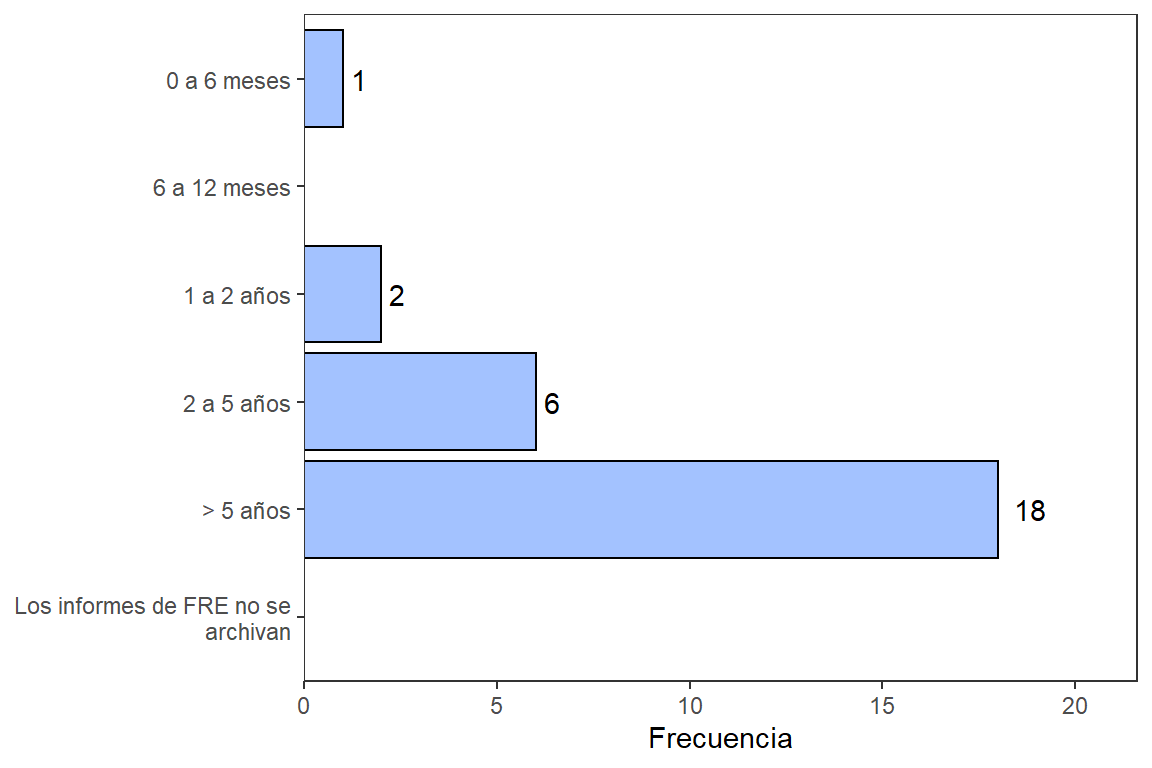 0 a 6 meses
1
6 a 12 meses
1 a 2 años
2
2 a 5 años
6
> 5 años
18
Los informes de FRE no se
archivan
0 5 10 15 20
Frecuencia